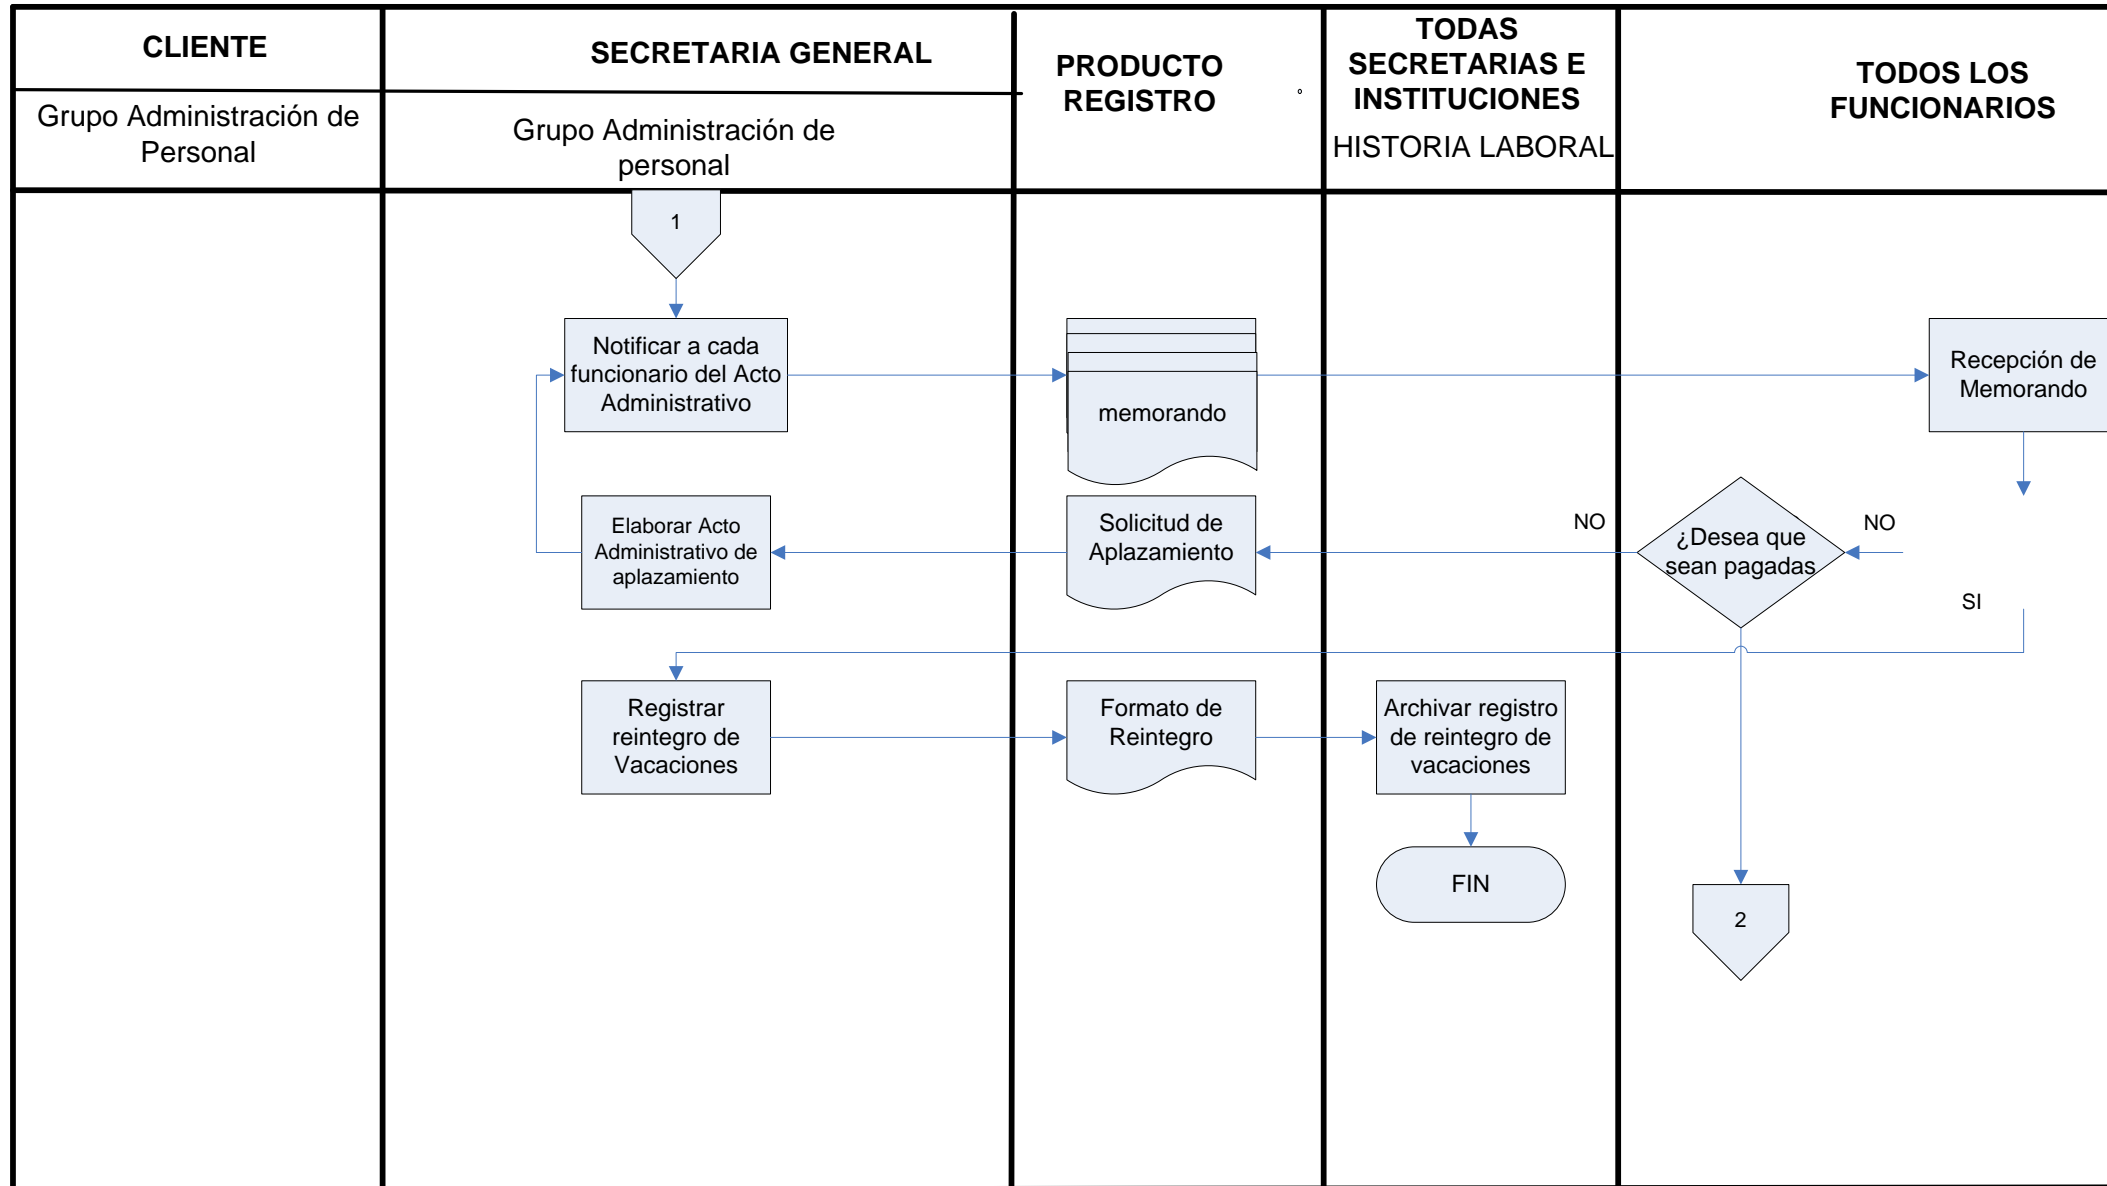 CLIENTE
Grupo Administración de
Personal
SECRETARIA GENERAL
Grupo Administración de
personal
PRODUCTO
REGISTRO
TODAS
SECRETARIAS E
INSTITUCIONES
HISTORIA LABORAL
TODOS LOS
FUNCIONARIOS
1
Notificar a cada
funcionario del Acto
Administrativo
memorando
Recepción de
Memorando
Elaborar Acto
Administrativo de
aplazamiento
Solicitud de
Aplazamiento
NO
¿Desea que
sean pagadas
NO
SI
Registrar
reintegro de
Vacaciones
Formato de
Reintegro
Archivar registro
de reintegro de
vacaciones
FIN
2